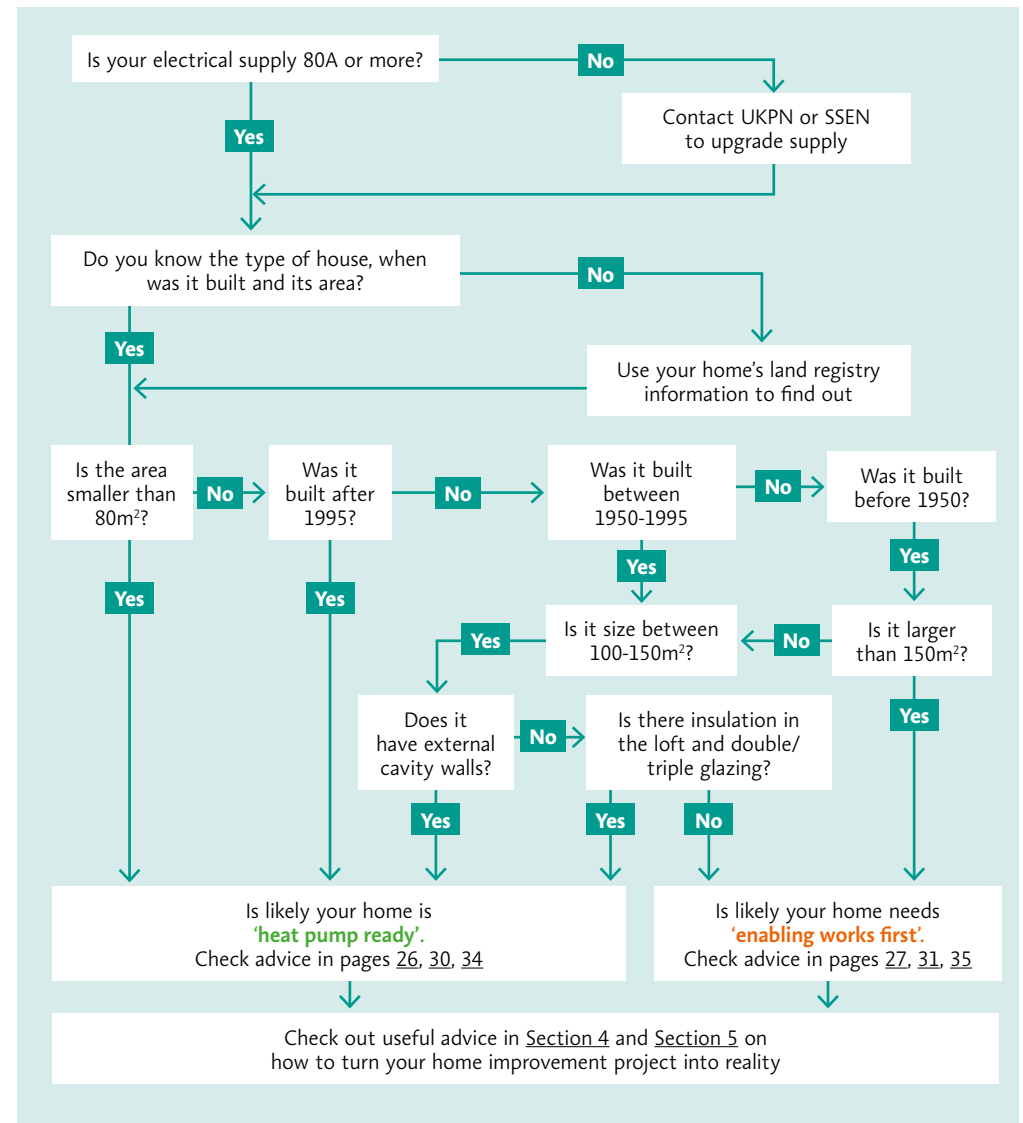 Is your electrical supply 80A or more?
No
Contact UKPN or SSEN
to upgrade supply
Yes
Do you know the type of house, when
was it built and its area?
No
Yes
Use your home’s land registry
information to find out
Is the area
smaller than
80m²?
No
Was it
built after
1995?
No
Was it built
between
1950-1995
No
Was it built
before 1950?
Yes
Yes
Yes
Yes
Is it size between
100-150m²?
Yes
No
Is it larger
than 150m²?
Does it
have external
cavity walls?
No
Is there insulation in
the loft and double/
triple glazing?
Yes
Yes
Yes
No
Is likely your home is
‘heat pump ready’.
Check advice in pages 26, 30, 34
Is likely your home needs
‘enabling works first’.
Check advice in pages 27, 31, 35
Check out useful advice in Section 4 and Section 5 on
how to turn your home improvement project into reality